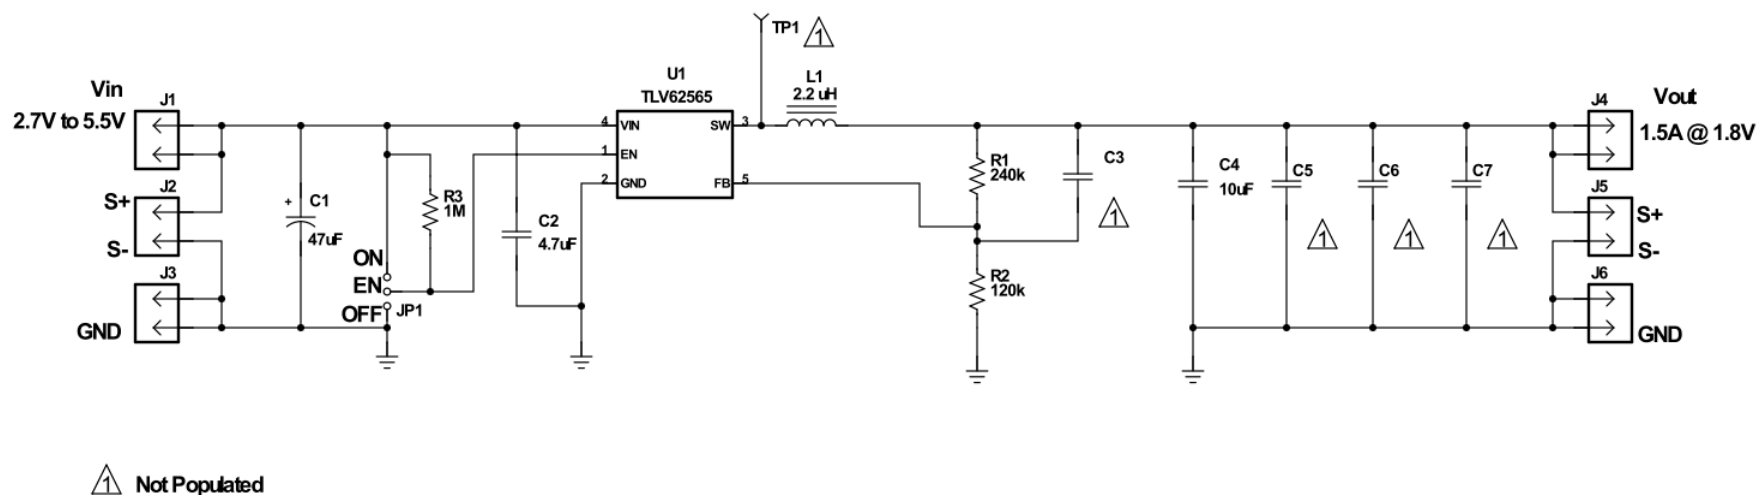 TP1
1
U1
TLV62565
L1
2.2 uH
Vin
2.7V to 5.5V
J1
4
VIN
SW
3
1
EN
2
GND
FB
5
J4
Vout
1.5A @ 1.8V
J2
S+
S-
+
C1
47uF
R3
1M
C2
4.7uF
R1
240k
C3
1
C4
10uF
C5
1
C6
1
C7
1
J5
S+
S-
J3
GND
ON
EN
OFF
JP1
R2
120k
J6
GND
1 Not Populated